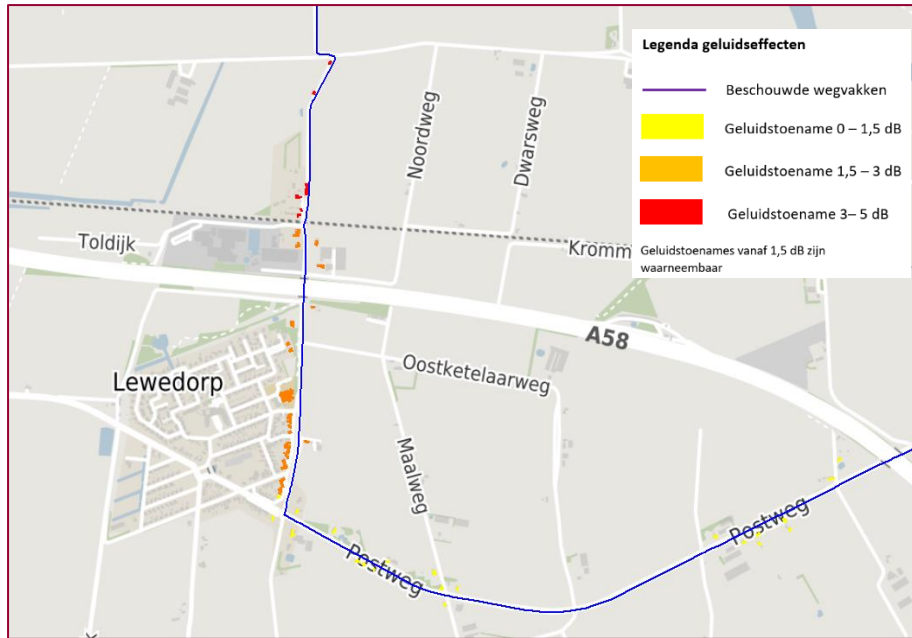 Legenda geluidseffecten
Beschouwde wegvakken
Geluidstoename 0 – 1,5 dB
Geluidstoename 1,5 – 3 dB
Geluidstoename 3– 5 dB
Geluidstoenames vanaf 1,5 dB zijn
waarneembaar
Noordweg
Dwarsweg
Toldijk
Kromm
A58
Lewedorp
Oostketelaarweg
Maalweg
Postweg
Postweg